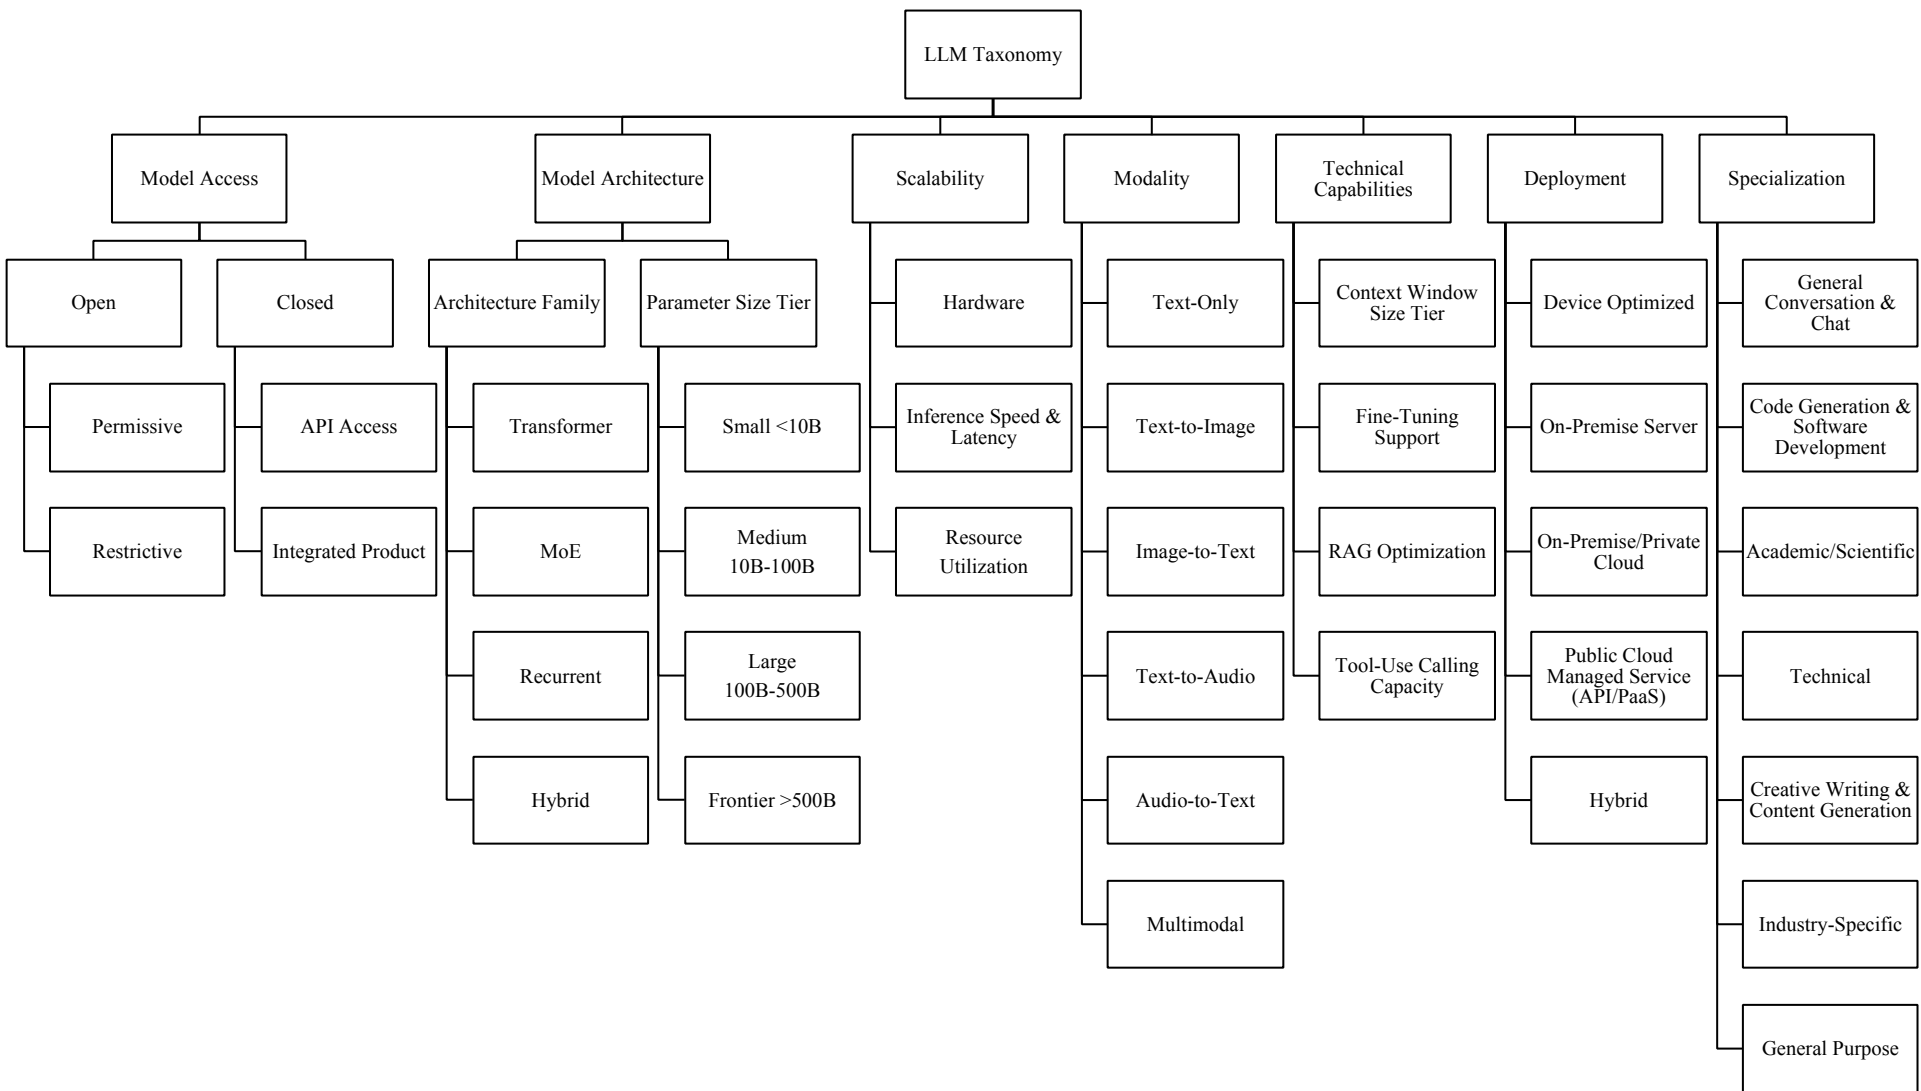 LLM Taxonomy
Model Access
Model Architecture
Scalability
Modality
Technical
Capabilities
Deployment
Specialization
Open
Closed
Architecture Family
Parameter Size Tier
Hardware
Text-Only
Context Window
Size Tier
Device Optimized
General
Conversation &
Chat
Permissive
API Access
Transformer
Small <10B
Inference Speed &
Latency
Text-to-Image
Fine-Tuning
Support
On-Premise Server
Code Generation &
Software
Development
Restrictive
Integrated Product
MoE
Medium
10B-100B
Resource
Utilization
Image-to-Text
RAG Optimization
On-Premise/Private
Cloud
Academic/Scientific
Recurrent
Large
100B-500B
Text-to-Audio
Tool-Use Calling
Capacity
Public Cloud
Managed Service
(API/PaaS)
Technical
Hybrid
Frontier >500B
Audio-to-Text
Hybrid
Creative Writing &
Content Generation
Multimodal
Industry-Specific
General Purpose